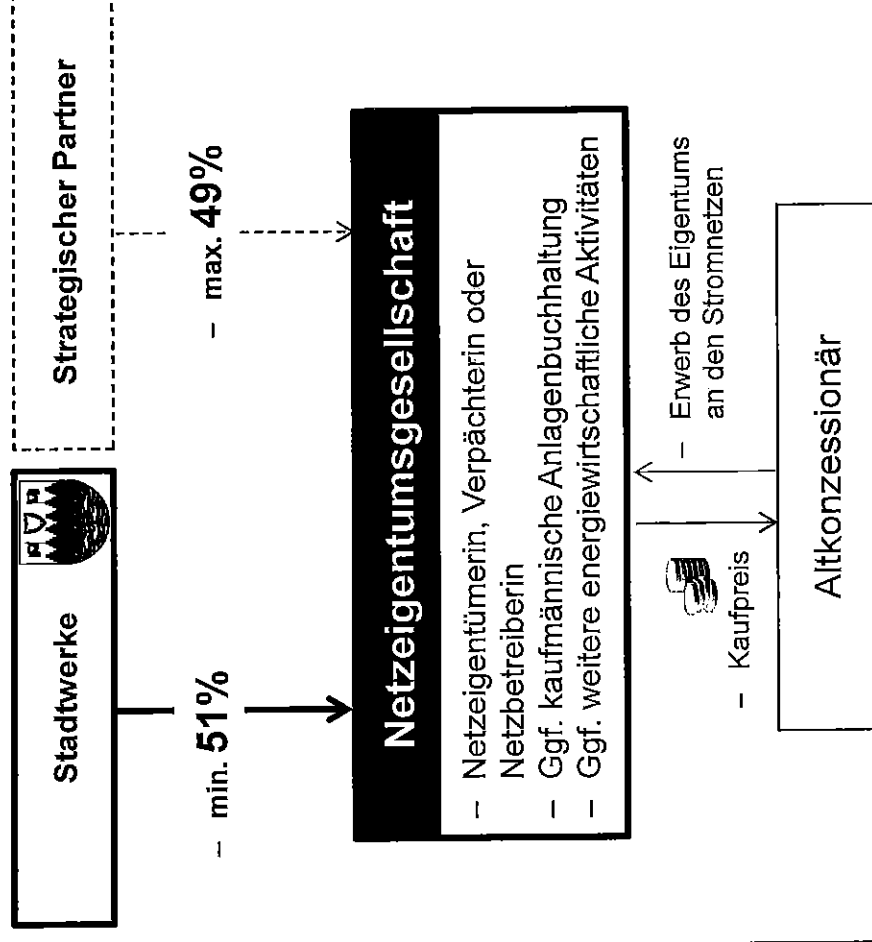 Stadtwerke
Strategischer Partner
– min. 51%
– max. 49%
Netzeigentumsgesellschaft
– Netzeigentümerin, Verpächterin oder
Netzbetreiberin
– Ggf. kaufmännische Anlagenbuchhaltung
– Ggf. weitere energiewirtschaftliche Aktivitäten
– Kaufpreis
– Erwerb des Eigentums
an den Stromnetzen
Altkonzessionär